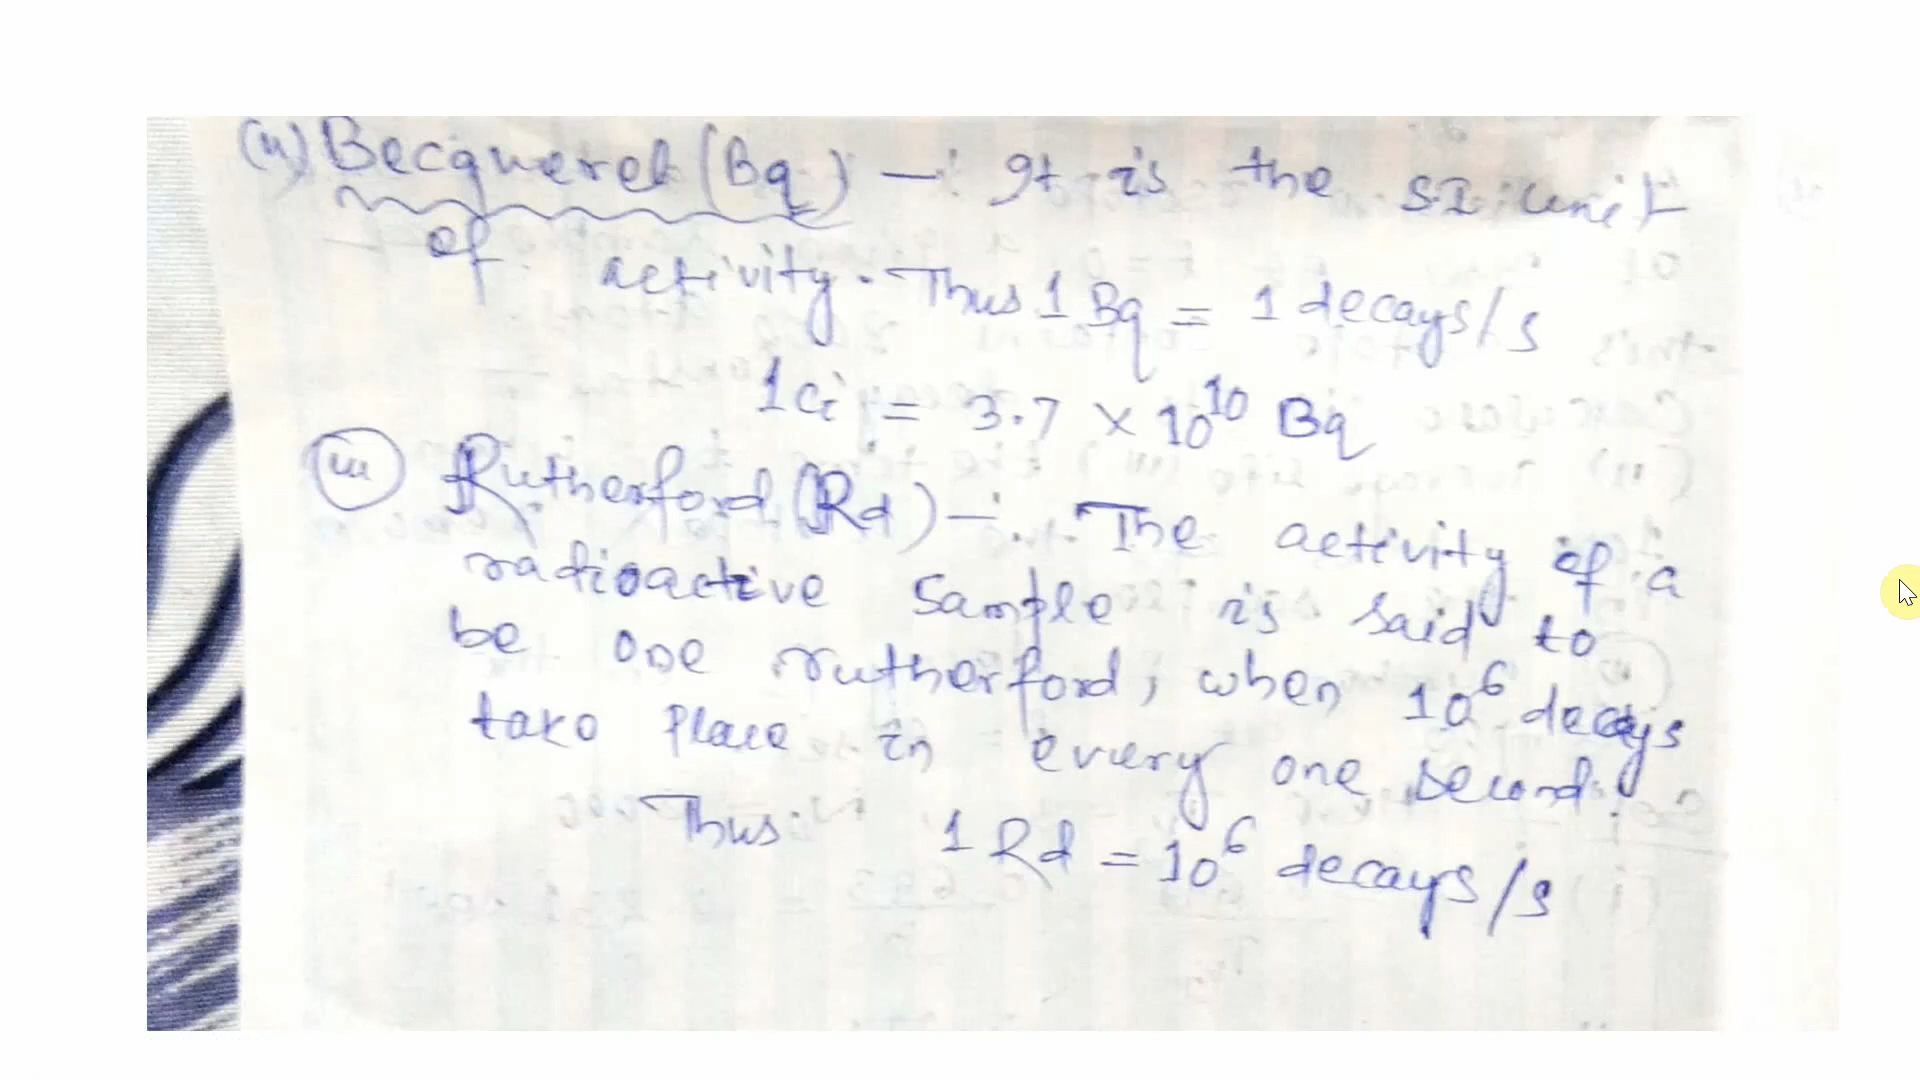 (ii) Becquerel (Bq) -: It is the S.I unit
of activity. Thus 1 Bq = 1 decays/s
1 Ci = 3.7 × 10¹⁰ Bq
(iii) Rutherford (Rd) -: The activity of a
radioactive sample is said to
be one rutherford, when 10⁶ decays
take place in every one second.
Thus 1 Rd = 10⁶ decays/s